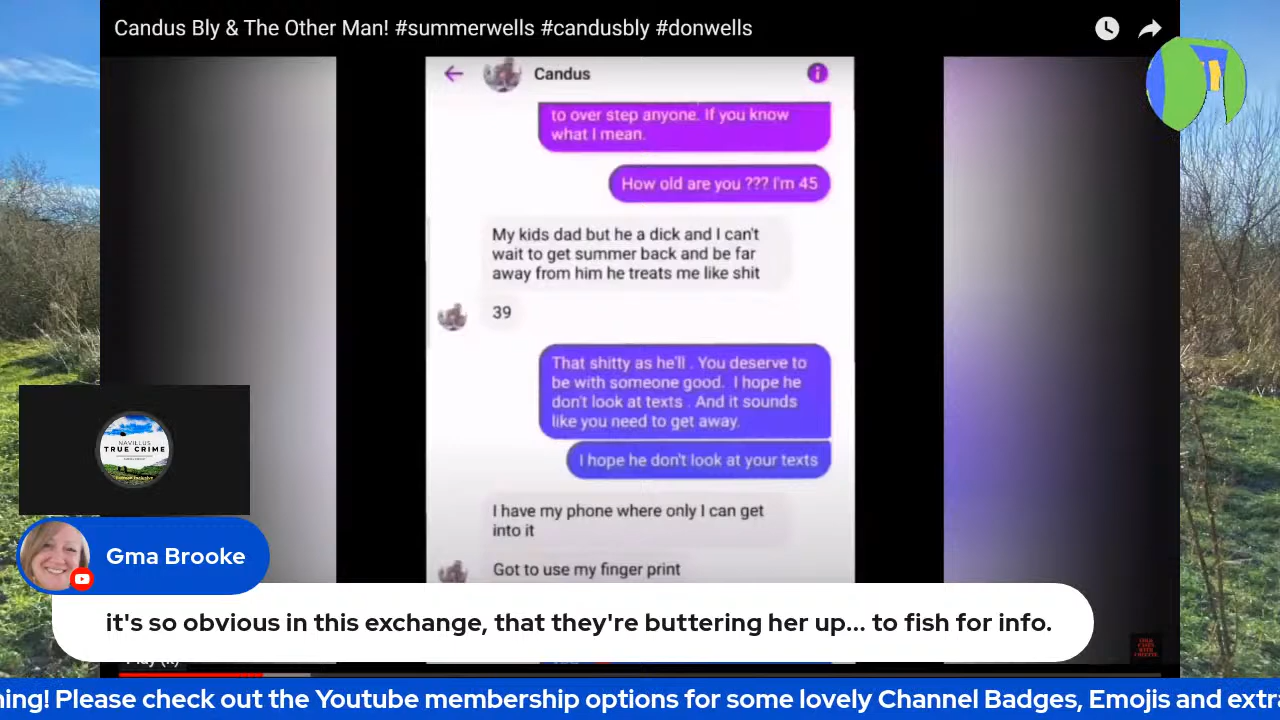 Candus Bly & The Other Man! #summerwells #candusbly #donwells
Candus
to over step anyone. If you know
what I mean.
How old are you ??? I'm 45
My kids dad but he a dick and I can't
wait to get summer back and be far
away from him he treats me like shit
39
That shitty as he'll . You deserve to
be with someone good. I hope he
don't look at texts . And it sounds
like you need to get away.
I hope he don't look at your texts
I have my phone where only I can get
into it
Got to use my finger print
NAVILLUS
TRUE CRIME
Gma Brooke
it's so obvious in this exchange, that they're buttering her up... to fish for info.
ning! Please check out the Youtube membership options for some lovely Channel Badges, Emojis and extra